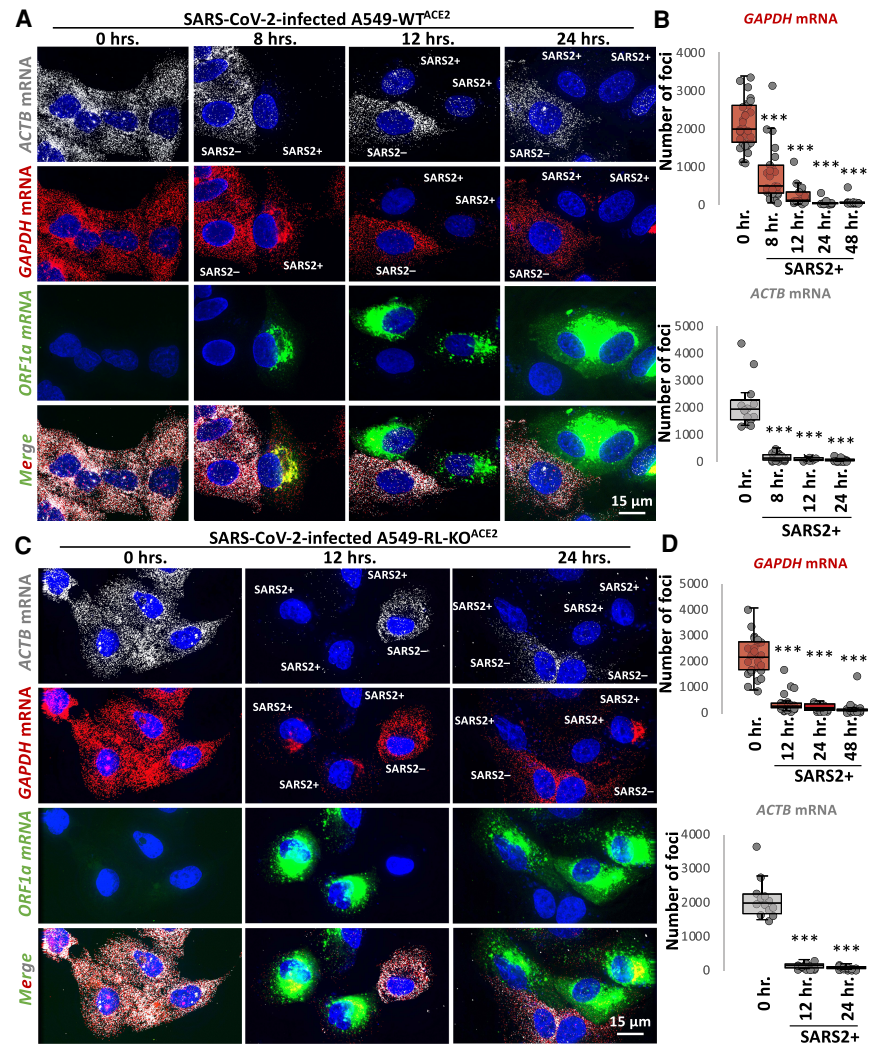 A
SARS-CoV-2-infected A549-WTACE2
0 hrs. 8 hrs. 12 hrs. 24 hrs.
ACTB mRNA
SARS2+ SARS2+ SARS2+
SARS2+
SARS2– SARS2+ SARS2– SARS2–
GAPDH mRNA
SARS2+ SARS2+ SARS2+
SARS2+
SARS2– SARS2+ SARS2– SARS2–
ORF1a mRNA
Merge
15 µm
B
GAPDH mRNA
Number of foci
4000
3000
2000
1000
0
*** *** *** ***
0 hr. 8 hr. 12 hr. 24 hr. 48 hr.
SARS2+
ACTB mRNA
Number of foci
5000
4000
3000
2000
1000
0
*** *** ***
0 hr. 8 hr. 12 hr. 24 hr.
SARS2+
C
SARS-CoV-2-infected A549-RL-KOACE2
0 hrs. 12 hrs. 24 hrs.
ACTB mRNA
SARS2+ SARS2+ SARS2+ SARS2+
SARS2+ SARS2– SARS2– SARS2–
GAPDH mRNA
SARS2+ SARS2+ SARS2+ SARS2+
SARS2+
SARS2+ SARS2– SARS2– SARS2–
ORF1a mRNA
Merge
15 µm
D
GAPDH mRNA
Number of foci
5000
4000
3000
2000
1000
0
*** *** ***
0 hr. 12 hr. 24 hr. 48 hr.
SARS2+
ACTB mRNA
Number of foci
4000
3000
2000
1000
0
*** ***
0 hr. 12 hr. 24 hr.
SARS2+